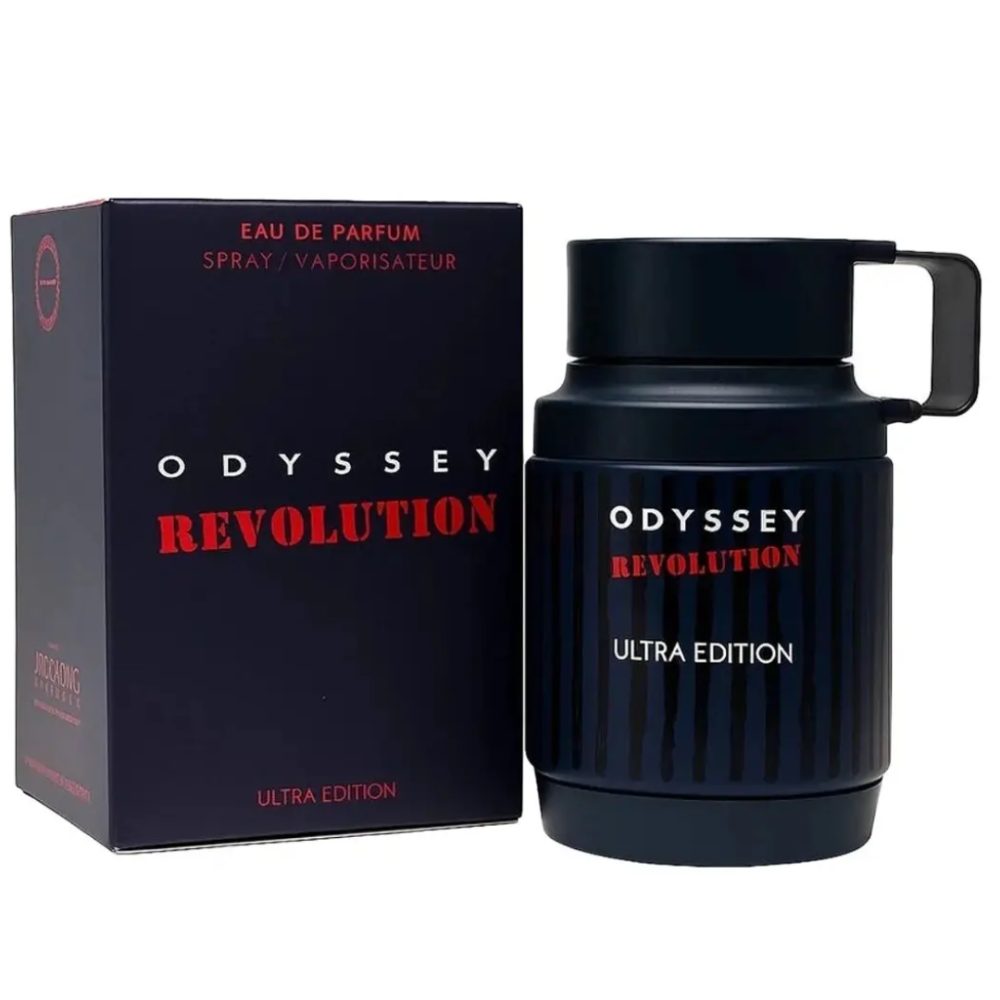 EAU DE PARFUM
SPRAY / VAPORISATEUR
ODYSSEY
REVOLUTION
ULTRA EDITION
ODYSSEY
REVOLUTION
ULTRA EDITION